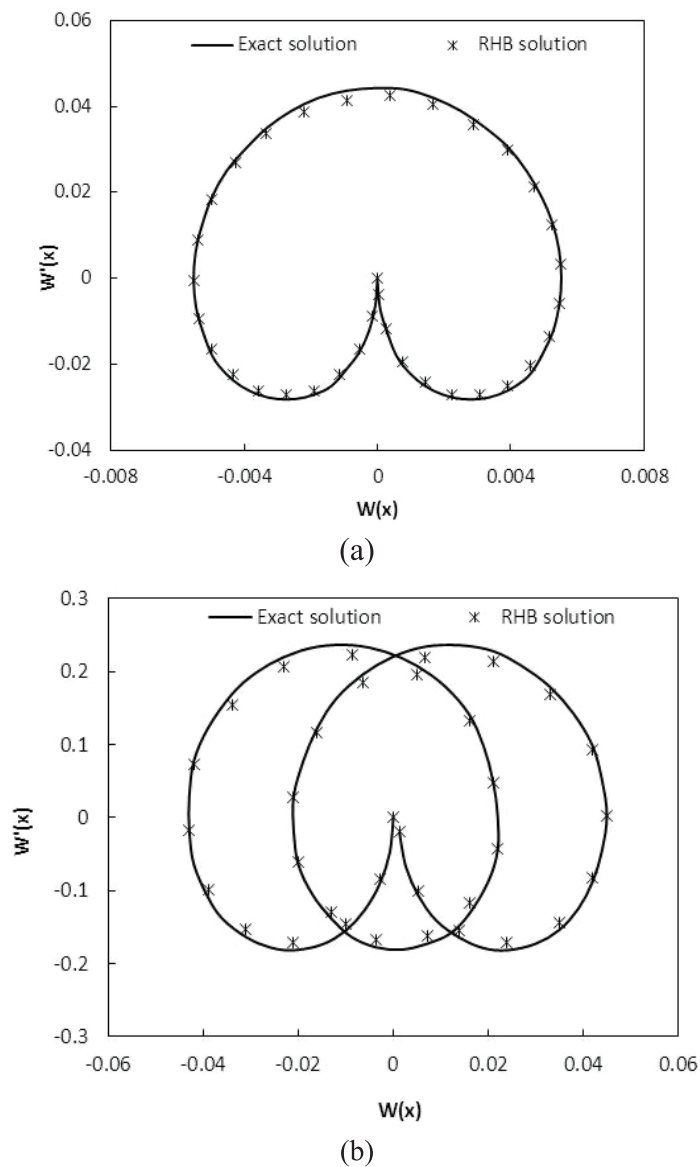 0.06
Exact solution
RHB solution
0.04
0.02
0
-0.02
-0.04
W'(x)
-0.008
-0.004
0
0.004
0.008
W(x)
(a)
0.3
Exact solution
RHB solution
0.2
0.1
0
-0.1
-0.2
-0.3
W'(x)
-0.06
-0.04
-0.02
0
0.02
0.04
0.06
W(x)
(b)